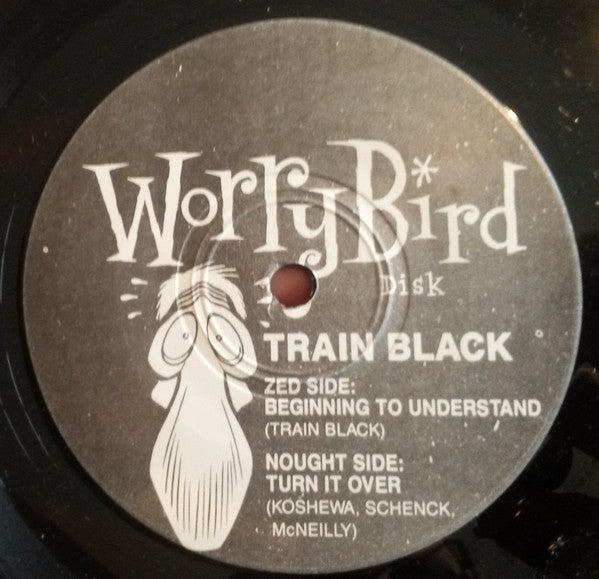 WorryBird
Disk
TRAIN BLACK
ZED SIDE:
BEGINNING TO UNDERSTAND
(TRAIN BLACK)
NOUGHT SIDE:
TURN IT OVER
(KOSHEWA, SCHENCK,
McNEILLY)